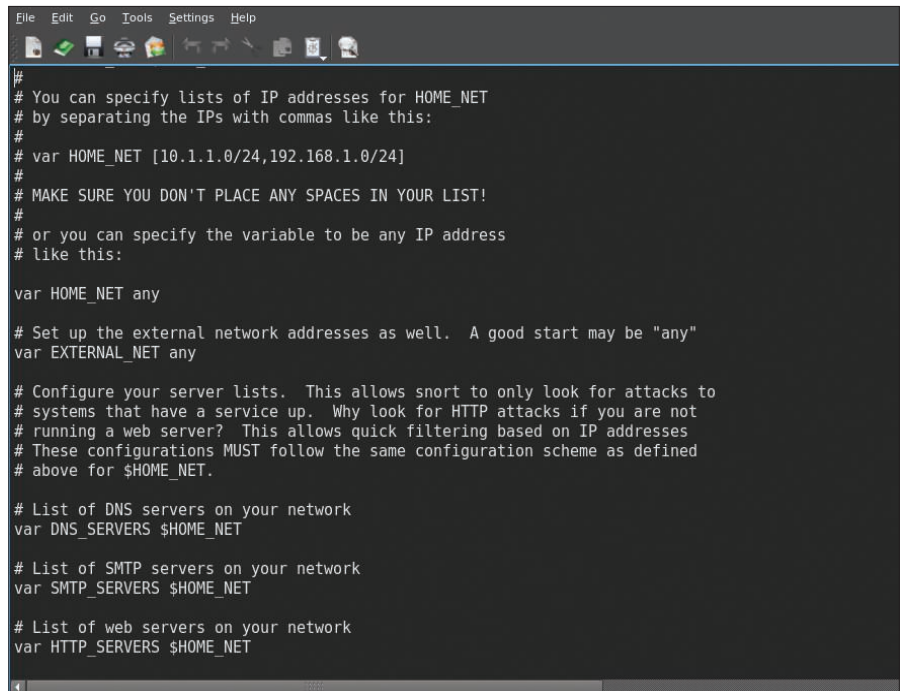 File Edit Go Tools Settings Help
#
# You can specify lists of IP addresses for HOME_NET
# by separating the IPs with commas like this:
#
# var HOME_NET [10.1.1.0/24,192.168.1.0/24]
#
# MAKE SURE YOU DON'T PLACE ANY SPACES IN YOUR LIST!
#
# or you can specify the variable to be any IP address
# like this:
var HOME_NET any
# Set up the external network addresses as well.  A good start may be "any"
var EXTERNAL_NET any
# Configure your server lists.  This allows snort to only look for attacks to
# systems that have a service up.  Why look for HTTP attacks if you are not
# running a web server?  This allows quick filtering based on IP addresses
# These configurations MUST follow the same configuration scheme as defined
# above for $HOME_NET.
# List of DNS servers on your network
var DNS_SERVERS $HOME_NET
# List of SMTP servers on your network
var SMTP_SERVERS $HOME_NET
# List of web servers on your network
var HTTP_SERVERS $HOME_NET